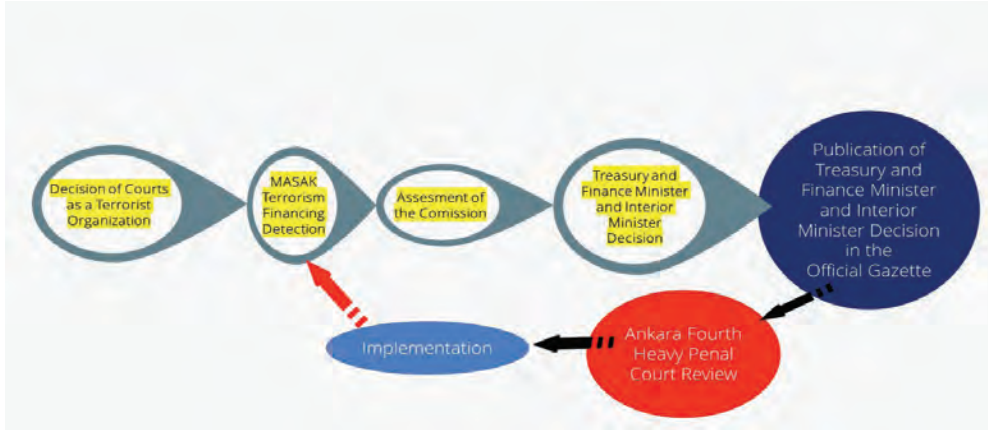 Decision of Courts
as a Terrorist
Organization
MASAK
Terrorism
Financing
Detection
Assesment of
the Comission
Treasury and
Finance Minister
and Interior
Minister
Decision
Publication of
Treasury and
Finance Minister
and Interior
Minister Decision
in the
Official Gazette
Ankara Fourth
Heavy Penal
Court Review
Implementation